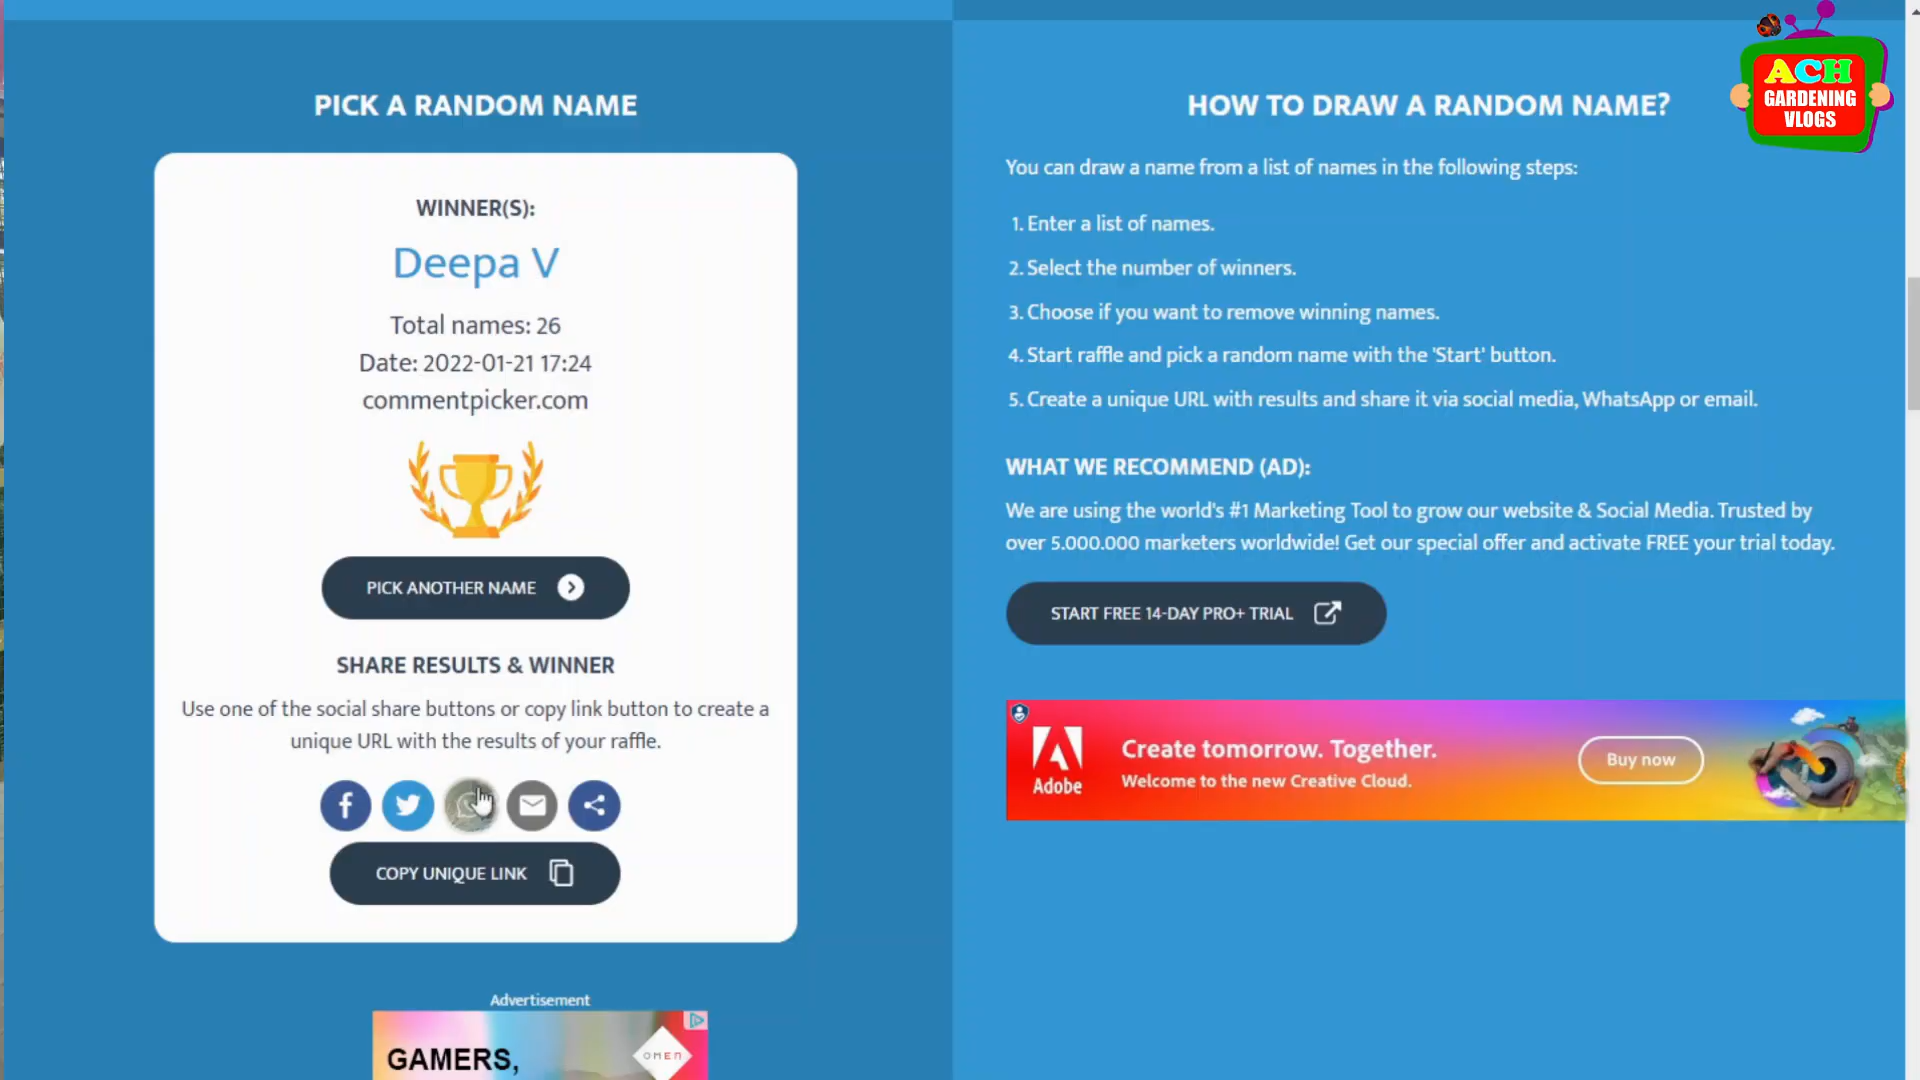 ACH
GARDENING
VLOGS
PICK A RANDOM NAME
WINNER(S):
Deepa V
Total names: 26
Date: 2022-01-21 17:24
commentpicker.com
PICK ANOTHER NAME
SHARE RESULTS & WINNER
Use one of the social share buttons or copy link button to create a
unique URL with the results of your raffle.
COPY UNIQUE LINK
Advertisement
GAMERS,
OMEN
HOW TO DRAW A RANDOM NAME?
You can draw a name from a list of names in the following steps:
1. Enter a list of names.
2. Select the number of winners.
3. Choose if you want to remove winning names.
4. Start raffle and pick a random name with the 'Start' button.
5. Create a unique URL with results and share it via social media, WhatsApp or email.
WHAT WE RECOMMEND (AD):
We are using the world's #1 Marketing Tool to grow our website & Social Media. Trusted by
over 5.000.000 marketers worldwide! Get our special offer and activate FREE your trial today.
START FREE 14-DAY PRO+ TRIAL
Adobe
Create tomorrow. Together.
Welcome to the new Creative Cloud.
Buy now